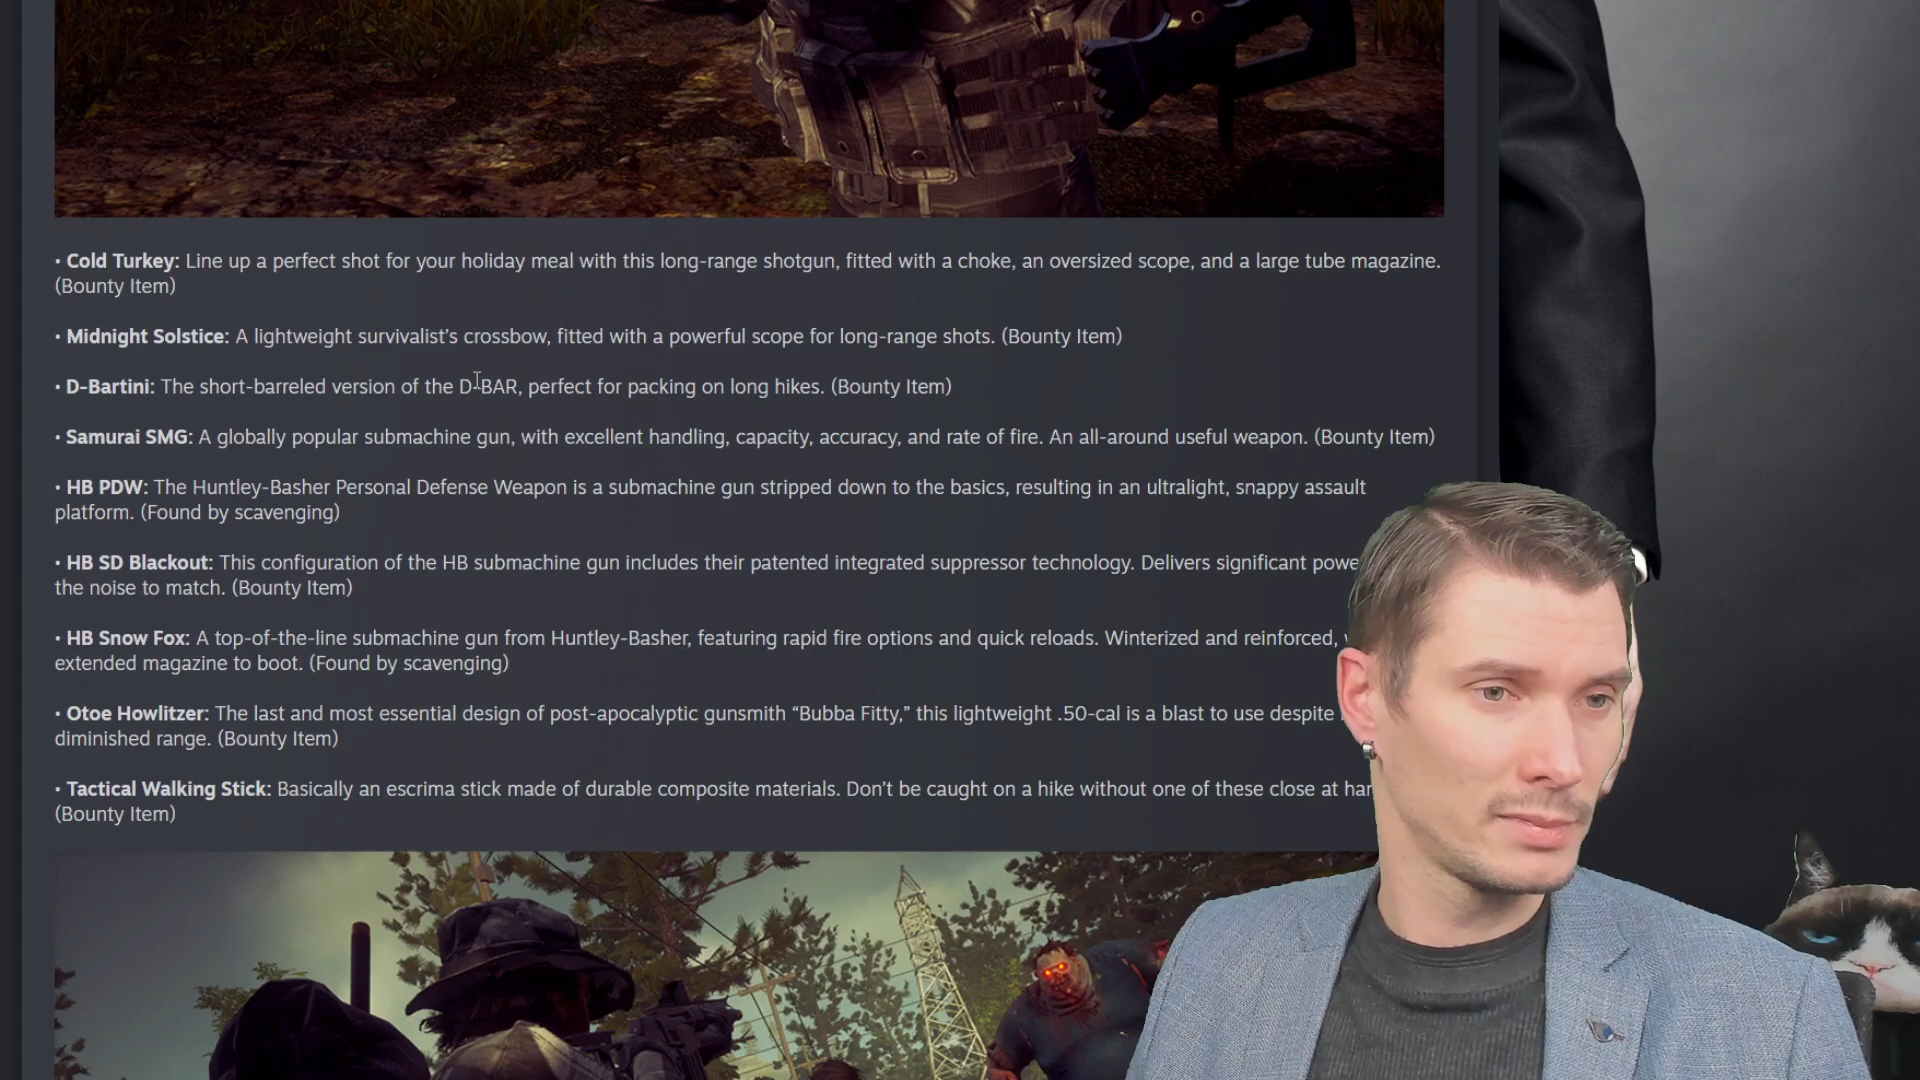 • Cold Turkey: Line up a perfect shot for your holiday meal with this long-range shotgun, fitted with a choke, an oversized scope, and a large tube magazine.
(Bounty Item)
• Midnight Solstice: A lightweight survivalist’s crossbow, fitted with a powerful scope for long-range shots. (Bounty Item)
• D-Bartini: The short-barreled version of the D-BAR, perfect for packing on long hikes. (Bounty Item)
• Samurai SMG: A globally popular submachine gun, with excellent handling, capacity, accuracy, and rate of fire. An all-around useful weapon. (Bounty Item)
• HB PDW: The Huntley-Basher Personal Defense Weapon is a submachine gun stripped down to the basics, resulting in an ultralight, snappy assault
platform. (Found by scavenging)
• HB SD Blackout: This configuration of the HB submachine gun includes their patented integrated suppressor technology. Delivers significant
the noise to match. (Bounty Item)
• HB Snow Fox: A top-of-the-line submachine gun from Huntley-Basher, featuring rapid fire options and quick reloads. Winterized and reinforced,
extended magazine to boot. (Found by scavenging)
• Otoe Howlitzer: The last and most essential design of post-apocalyptic gunsmith “Bubba Fitty,” this lightweight .50-cal is a blast to use despite
diminished range. (Bounty Item)
• Tactical Walking Stick: Basically an escrima stick made of durable composite materials. Don’t be caught on a hike without one of these close at
(Bounty Item)